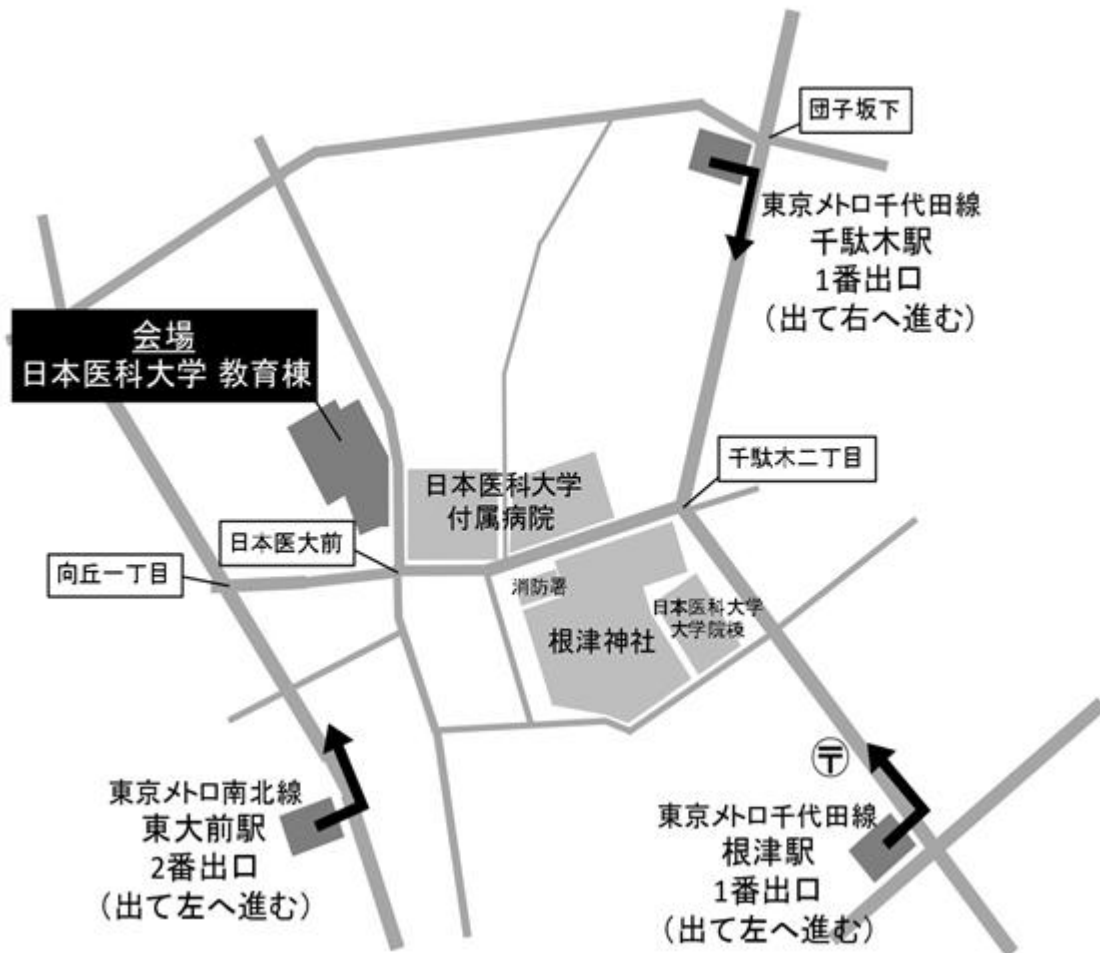 団子坂下
東京メトロ千代田線
千駄木駅
1番出口
(出て右へ進む)
会場
日本医科大学 教育棟
千駄木二丁目
日本医科大学
付属病院
日本医大前
向丘一丁目
消防署
日本医科大学
大学院棟
根津神社
〒
東京メトロ南北線
東大前駅
2番出口
(出て左へ進む)
東京メトロ千代田線
根津駅
1番出口
(出て左へ進む)